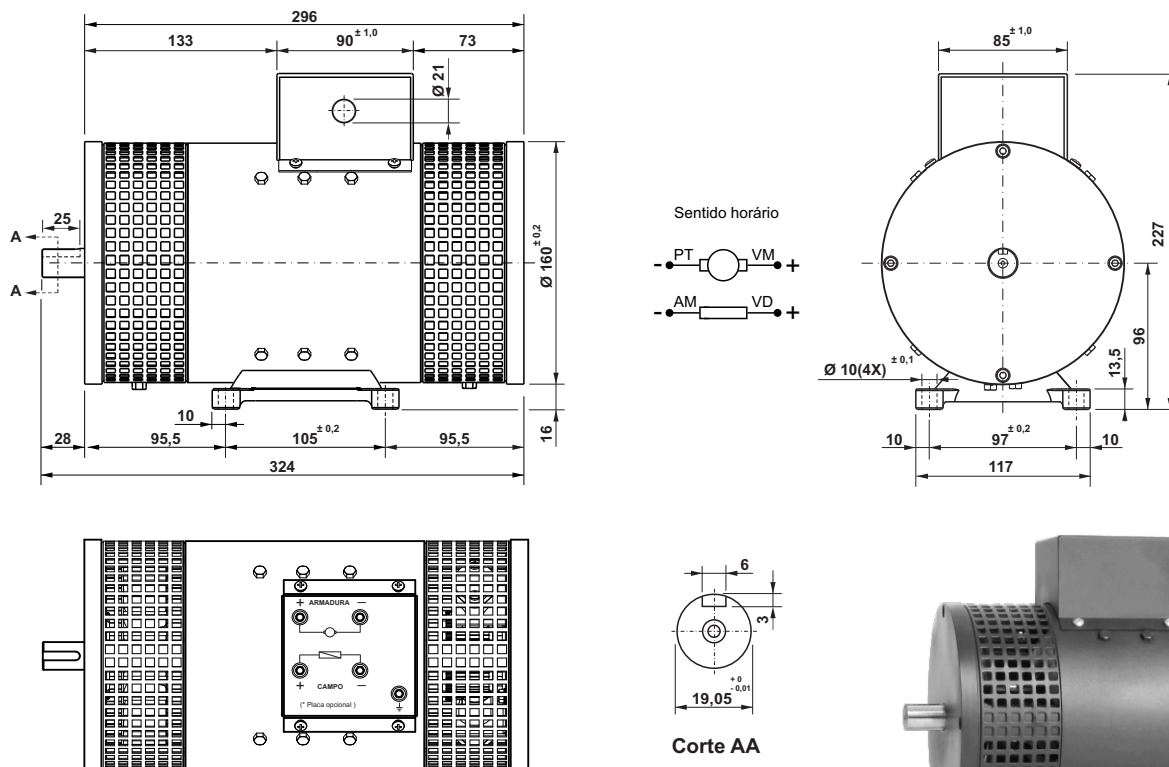 296
133
90 ± 1,0
73
Ø 21
25
A
A
Ø 160 ± 0,2
10
16
28
95,5
105 ± 0,2
95,5
324
Sentido horário
- PT VM +
- AM VD +
85 ± 1,0
227
96
13,5
Ø 10(4X) ± 0,1
10
97 ± 0,2
10
117
+ ARMADURA −
+ CAMPO −
(* Placa opcional )
6
3
+ 0
- 0,01
19,05
Corte AA